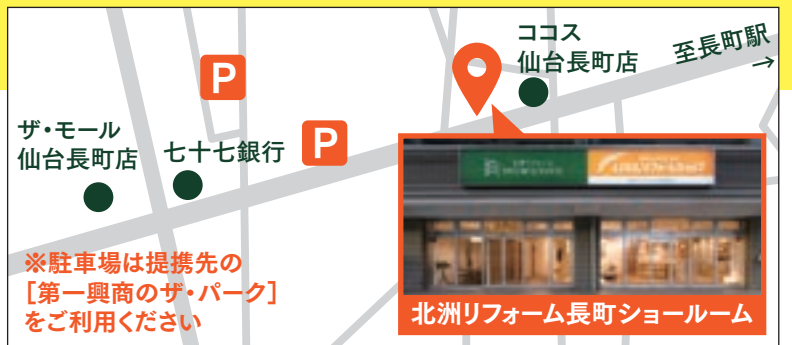 ココス
仙台長町店
至長町駅
→
P
P
ザ・モール
仙台長町店
七十七銀行
※駐車場は提携先の
［第一興商のザ・パーク］
をご利用ください
北洲リフォーム長町ショールーム